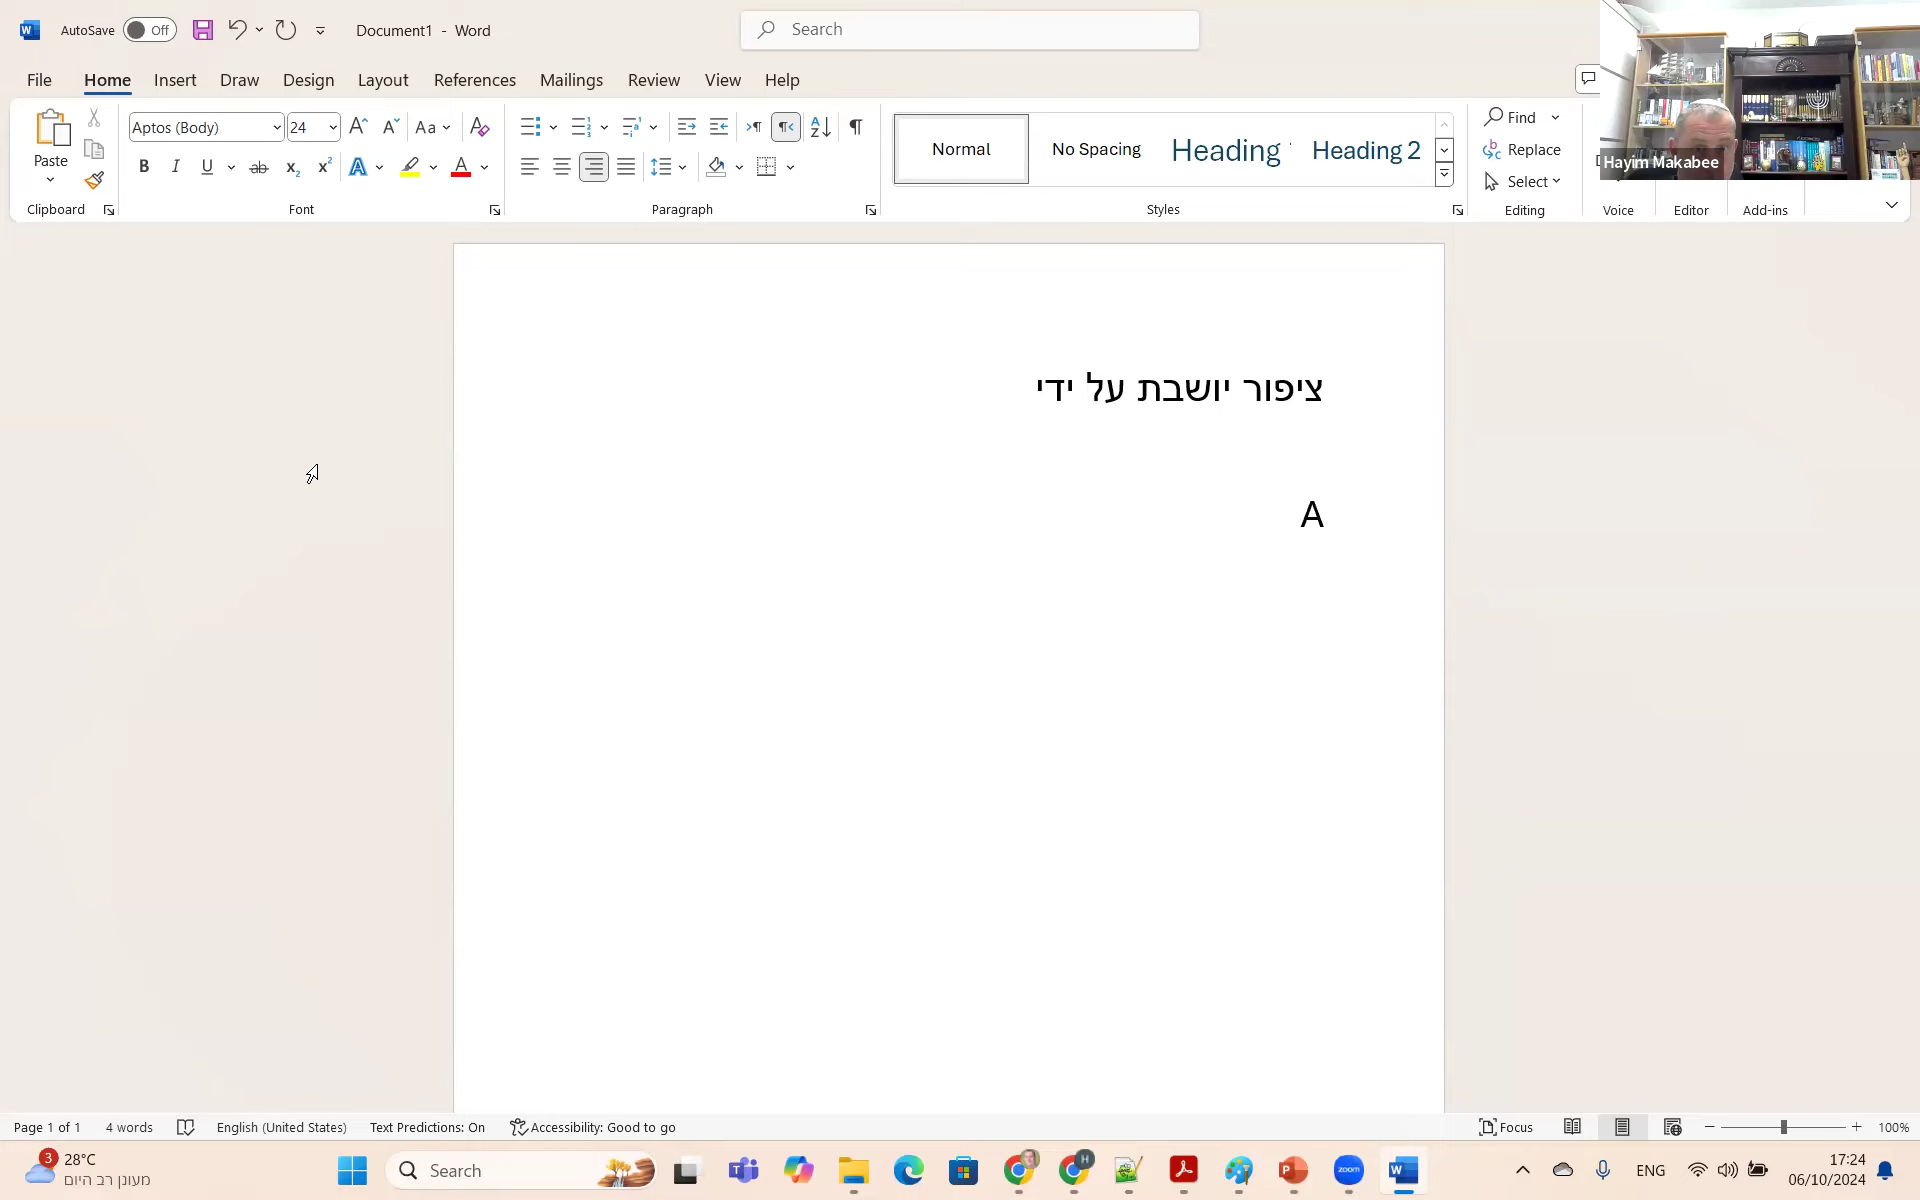 AutoSave Off Document1 - Word Search
File Home Insert Draw Design Layout References Mailings Review View Help
Paste Aptos (Body) 24 Normal No Spacing Heading Heading 2 Find Replace Select
Hayim Makabee
Clipboard Font Paragraph Styles Editing Voice Editor Add-ins
ציפור יושבת על ידי
A
Page 1 of 1 4 words English (United States) Text Predictions: On Accessibility: Good to go Focus 100%
3 28°C Search ENG 17:24
מעונן רב היום 06/10/2024